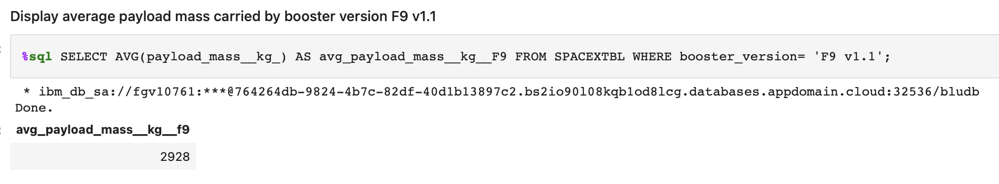 Display average payload mass carried by booster version F9 v1.1
%sql SELECT AVG(payload_mass__kg_) AS avg_payload_mass__kg__F9 FROM SPACEXTBL WHERE booster_version= 'F9 v1.1';
* ibm_db_sa://fgv10761:***@764264db-9824-4b7c-82df-40d1b13897c2.bs2io90l08kqb1od8lcg.databases.appdomain.cloud:32536/bludb
Done.
avg_payload_mass__kg__f9
2928